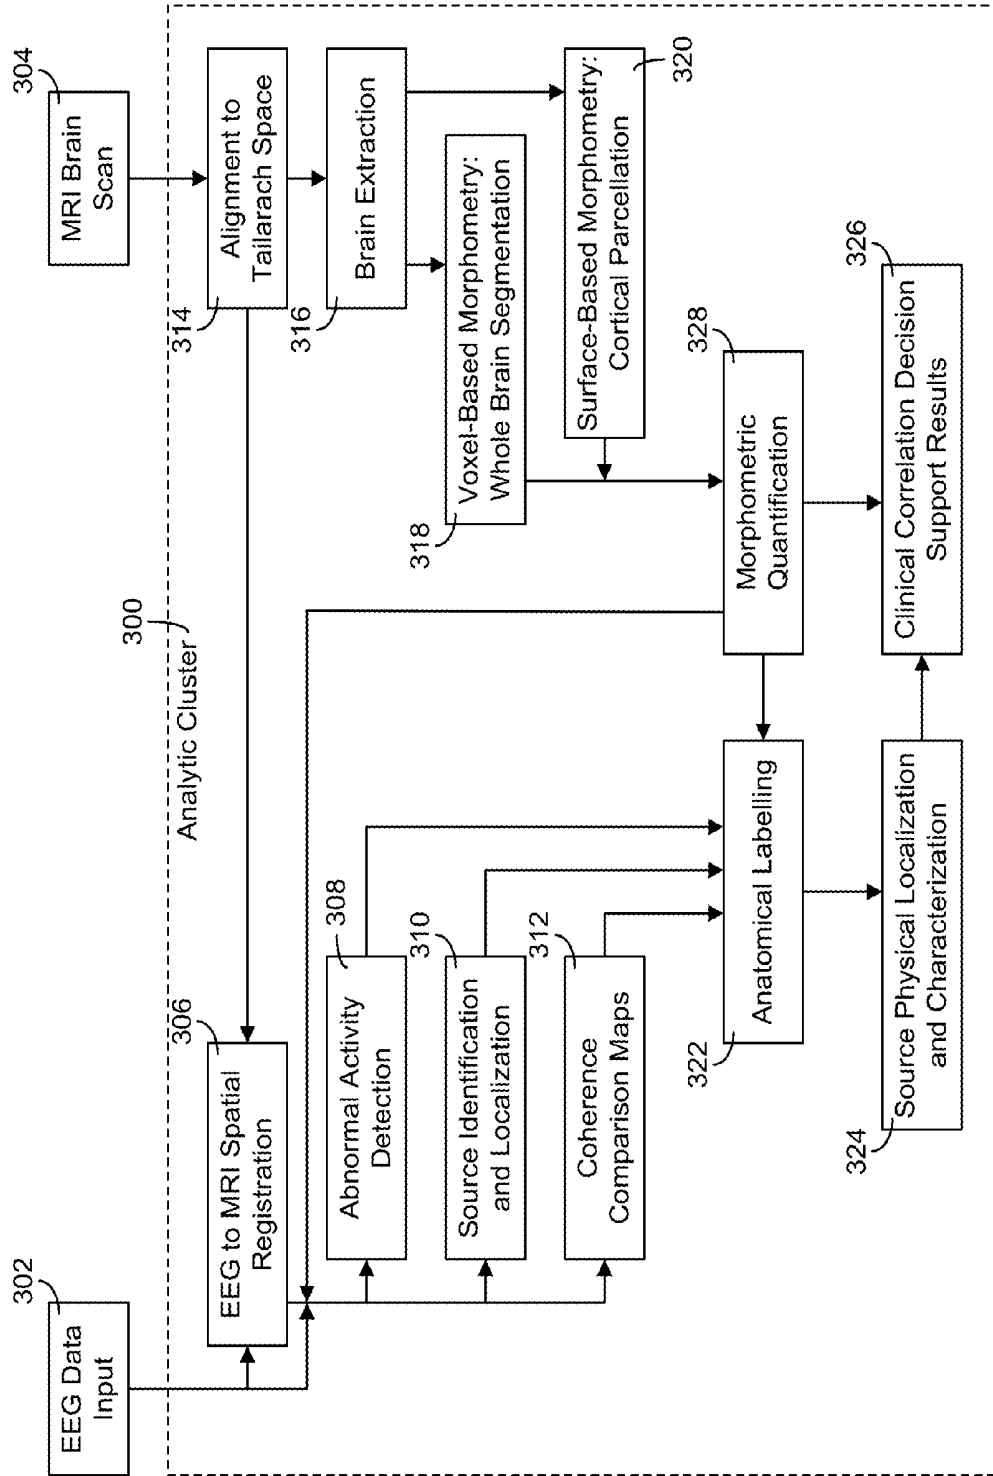 302
EEG Data
Input
304
MRI Brain
Scan
300
Analytic Cluster
306
EEG to MRI Spatial
Registration
314
Alignment to
Tailarach Space
308
Abnormal Activity
Detection
316
Brain Extraction
310
Source Identification
and Localization
318
Voxel-Based Morphometry:
Whole Brain Segmentation
312
Coherence
Comparison Maps
320
Surface-Based Morphometry:
Cortical Parcellation
322
Anatomical Labelling
328
Morphometric
Quantification
324
Source Physical Localization
and Characterization
326
Clinical Correlation Decision
Support Results